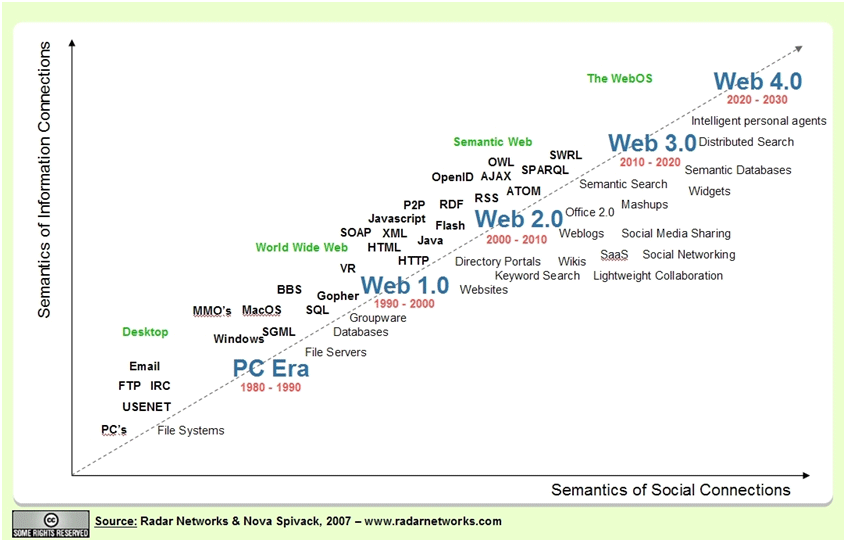 Semantics of Information Connections
The WebOS
Web 4.0
2020 - 2030
Intelligent personal agents
Semantic Web
Web 3.0
Distributed Search
2010 - 2020
SWRL
OWL
SPARQL
Semantic Databases
OpenID
AJAX
Semantic Search
Widgets
ATOM
RSS
Mashups
P2P
RDF
Office 2.0
Javascript
Web 2.0
Flash
SOAP
XML
2000 - 2010
Weblogs
Social Media Sharing
Java
World Wide Web
HTML
SaaS
Social Networking
HTTP
Directory Portals
Wikis
VR
Keyword Search
Lightweight Collaboration
BBS
Web 1.0
Websites
Gopher
1990 - 2000
MMO's
MacOS
SQL
Groupware
Desktop
SGML
Databases
Windows
File Servers
Email
PC Era
FTP
IRC
1980 - 1990
USENET
PC's
File Systems
Semantics of Social Connections
cc
SOME RIGHTS RESERVED
Source: Radar Networks & Nova Spivack, 2007 – www.radarnetworks.com